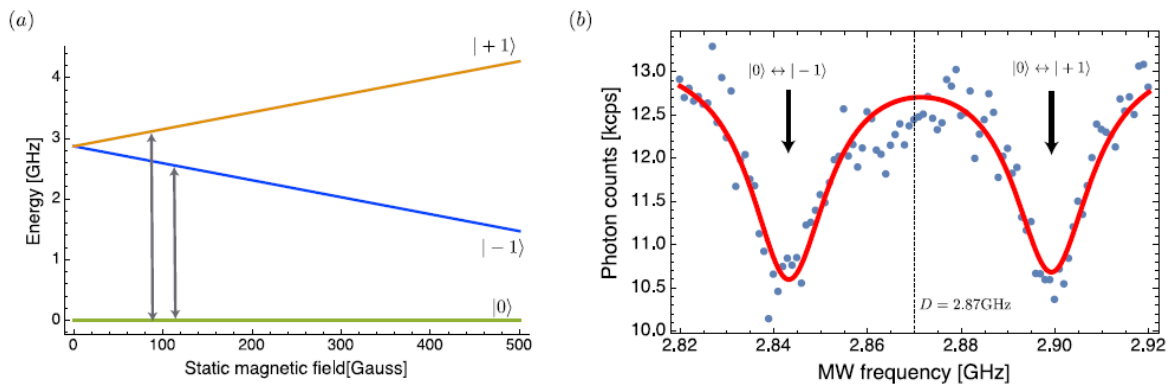 (a)
|+1⟩
|−1⟩
|0⟩
Energy [GHz]
4
3
2
1
0
0 100 200 300 400 500
Static magnetic field[Gauss]
(b)
|0⟩ ↔ |−1⟩
|0⟩ ↔ |+1⟩
D = 2.87GHz
Photon counts [kcps]
13.0
12.5
12.0
11.5
11.0
10.5
10.0
2.82 2.84 2.86 2.88 2.90 2.92
MW frequency [GHz]